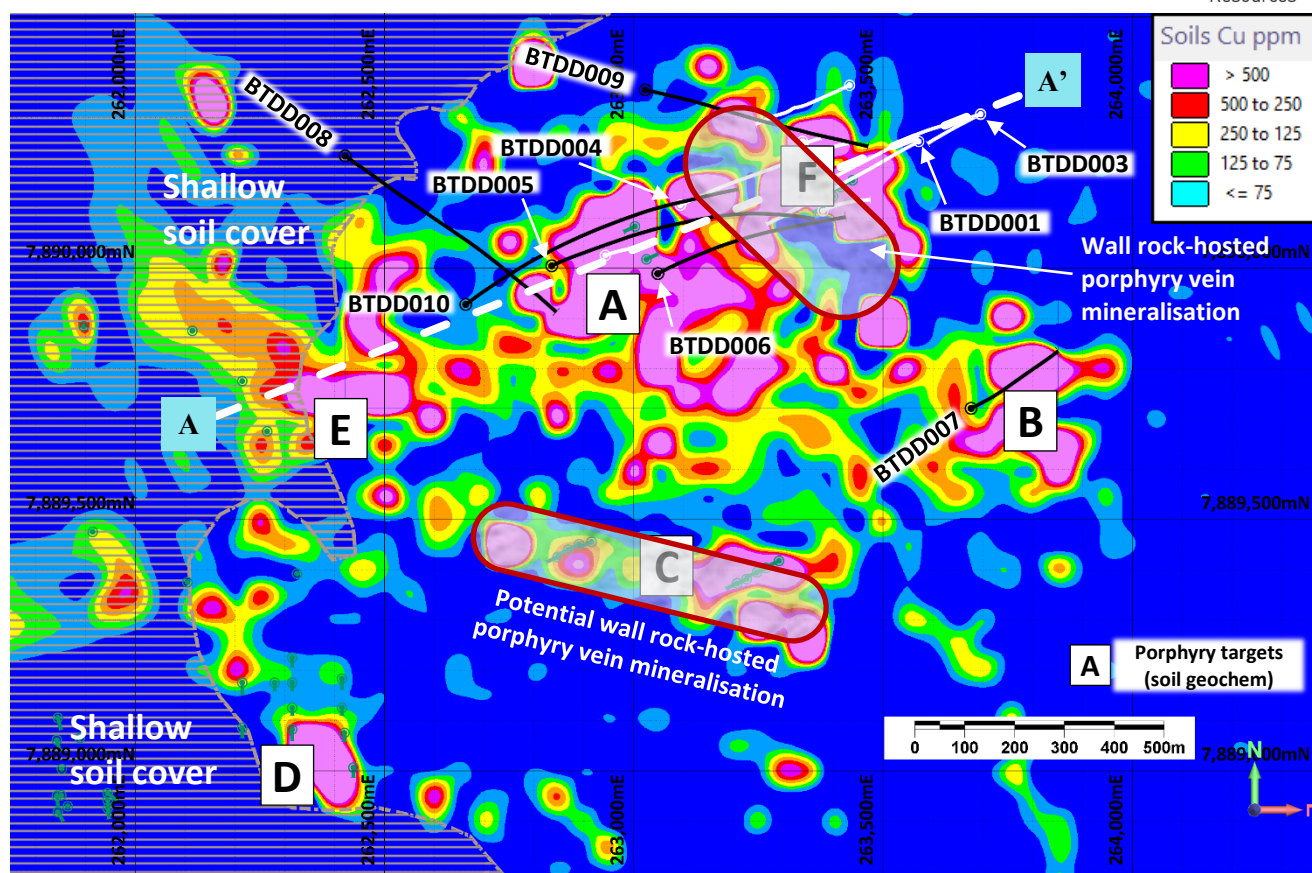 Resources
Soils Cu ppm
> 500
500 to 250
250 to 125
125 to 75
<= 75
262,000mE
262,500mE
263,500mE
264,000mE
BTDD009
BTDD008
A’
BTDD004
BTDD003
BTDD005
F
BTDD001
Shallow
soil cover
7,890,000mN
Wall rock-hosted
porphyry vein
mineralisation
BTDD010
A
BTDD006
A
E
B
BTDD007
7,889,500mN
7,889,500mN
C
Potential wall rock-hosted
porphyry vein mineralisation
A
Porphyry targets
(soil geochem)
Shallow
soil cover
7,889,000mN
D
0 100 200 300 400 500m
N
262,000mE
262,500mE
263,000mE
263,500mE
264,000mE